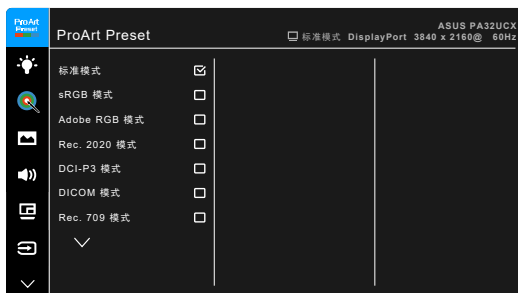 ProArt
Preset
ProArt Preset
ASUS PA32UCX
标准模式 DisplayPort 3840 x 2160@ 60Hz
标准模式
sRGB 模式
Adobe RGB 模式
Rec. 2020 模式
DCI-P3 模式
DICOM 模式
Rec. 709 模式